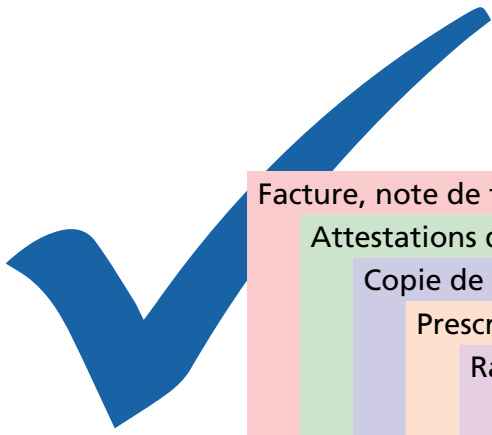 Facture, note de
Attestations
Copie de
Prescr
Ra